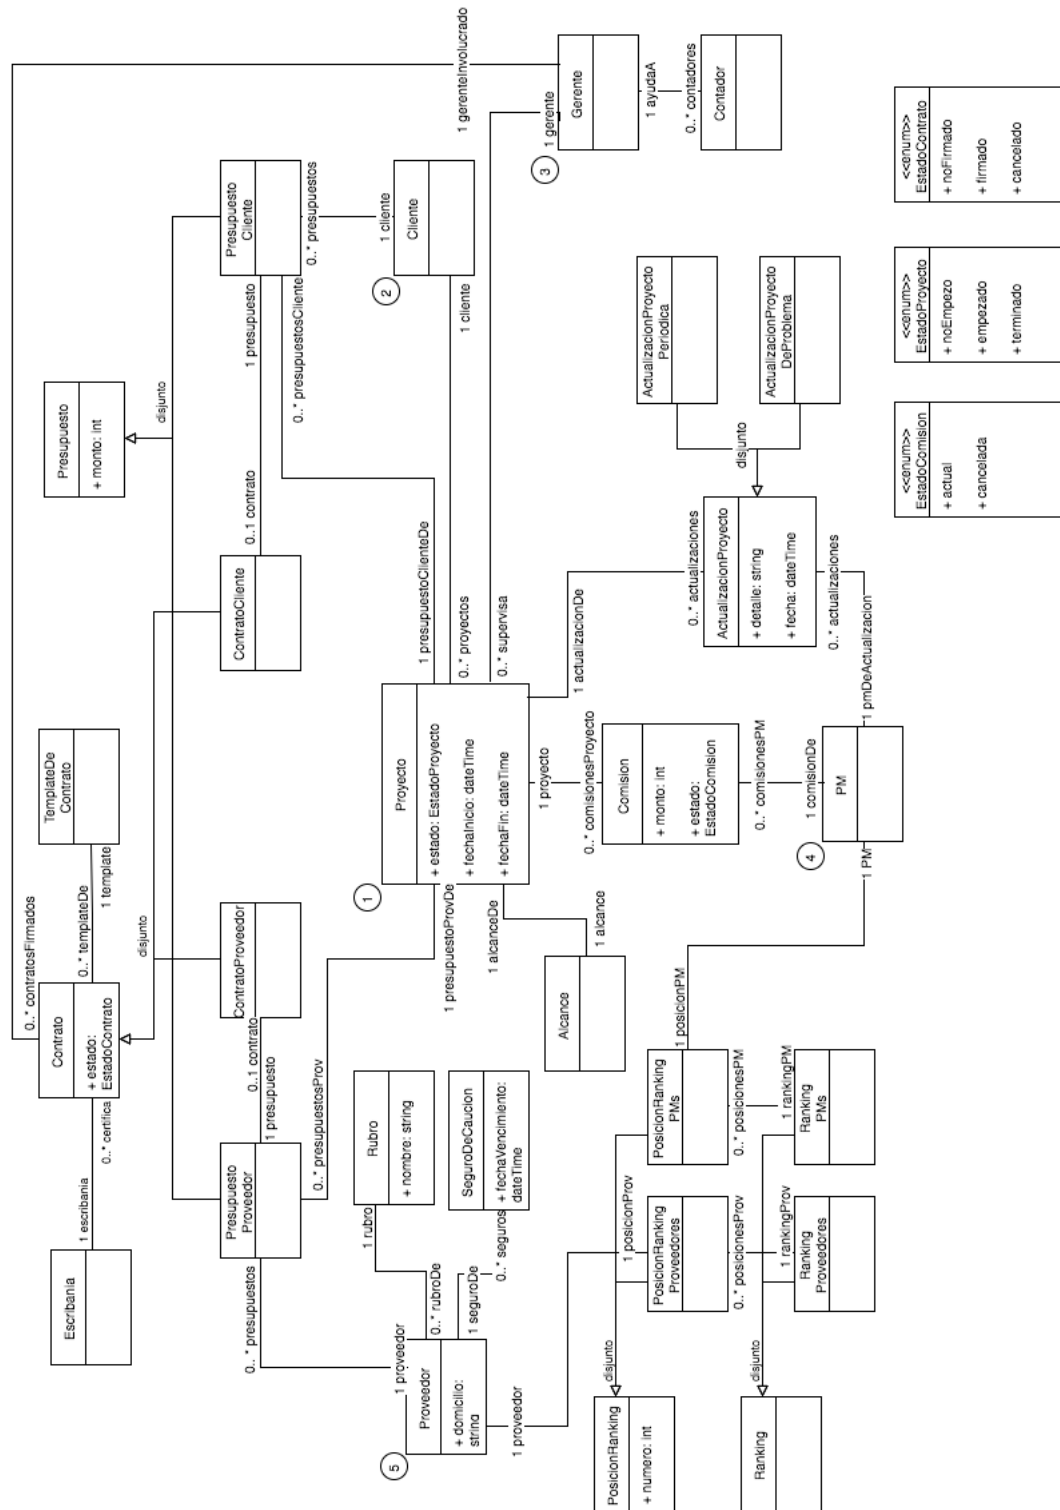 Escribania
1 escribania
0..* certifica
Contrato
+ estado:
EstadoContrato
0..* contratosFirmados
0..* templateDe
1 template
TemplateDe
Contrato
disjunto
Presupuesto
+ monto: int
disjunto
1 gerenteInvolucrado
Presupuesto
Proveedor
0.. * presupuestos
1 presupuesto
0..1 contrato
ContratoProveedor
0..* presupuestosProv
ContratoCliente
0..1 contrato
1 presupuesto
Presupuesto
Cliente
0..* presupuestosCliente
0..* presupuestos
1 cliente
Cliente
2
1 cliente
Rubro
+ nombre: string
1 rubro
0..* rubroDe
SeguroDeCaucion
+ fechaVencimiento:
dateTime
0..* seguros
1 seguroDe
1 proveedor
Proveedor
+ domicilio:
string
5
1 proveedor
1
Proyecto
+ estado: EstadoProyecto
+ fechaInicio: dateTime
+ fechaFin: dateTime
1 presupuestoProvDe
1 alcanceDe
1 alcance
Alcance
1 presupuestoClienteDe
0..* proyectos
0..* supervisa
1 actualizacionDe
1 proyecto
0..* comisionesProyecto
3
1 gerente
Gerente
1 ayudaA
0..* contadores
Contador
Comision
+ monto: int
+ estado:
EstadoComision
0..* comisionesPM
1 comisionDe
PM
4
1 PM
1 pmDeActualizacion
0..* actualizaciones
ActualizacionProyecto
+ detalle: string
+ fecha: dateTime
0..* actualizaciones
disjunto
ActualizacionProyecto
Periodica
ActualizacionProyecto
DeProblema
PosicionRanking
+ numero: int
disjunto
PosicionRanking
Proveedores
1 posicionProv
0..* posicionesProv
1 rankingProv
Ranking
Proveedores
PosicionRanking
PMs
1 posicionPM
0..* posicionesPM
1 rankingPM
Ranking
PMs
Ranking
disjunto
<<enum>>
EstadoComision
+ actual
+ cancelada
<<enum>>
EstadoProyecto
+ noEmpezo
+ empezado
+ terminado
<<enum>>
EstadoContrato
+ noFirmado
+ firmado
+ cancelado